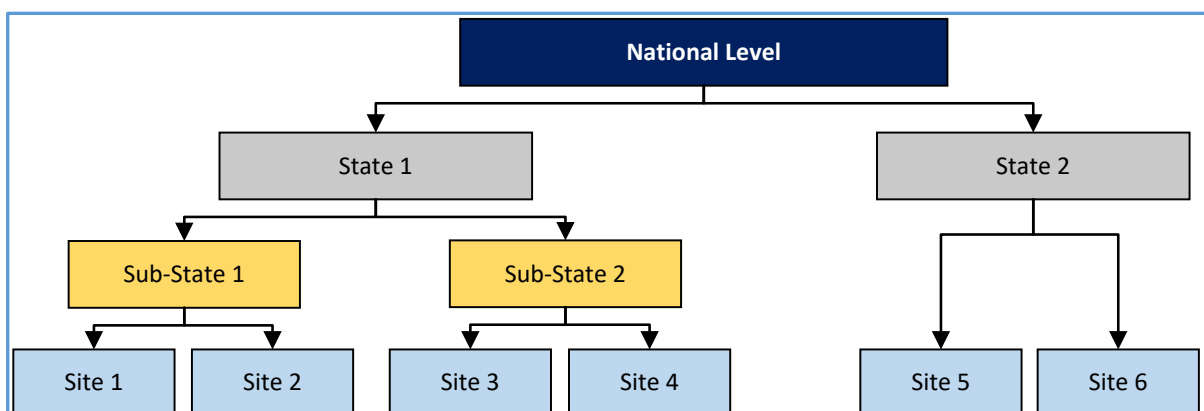 National Level
State 1
State 2
Sub-State 1
Sub-State 2
Site 1
Site 2
Site 3
Site 4
Site 5
Site 6